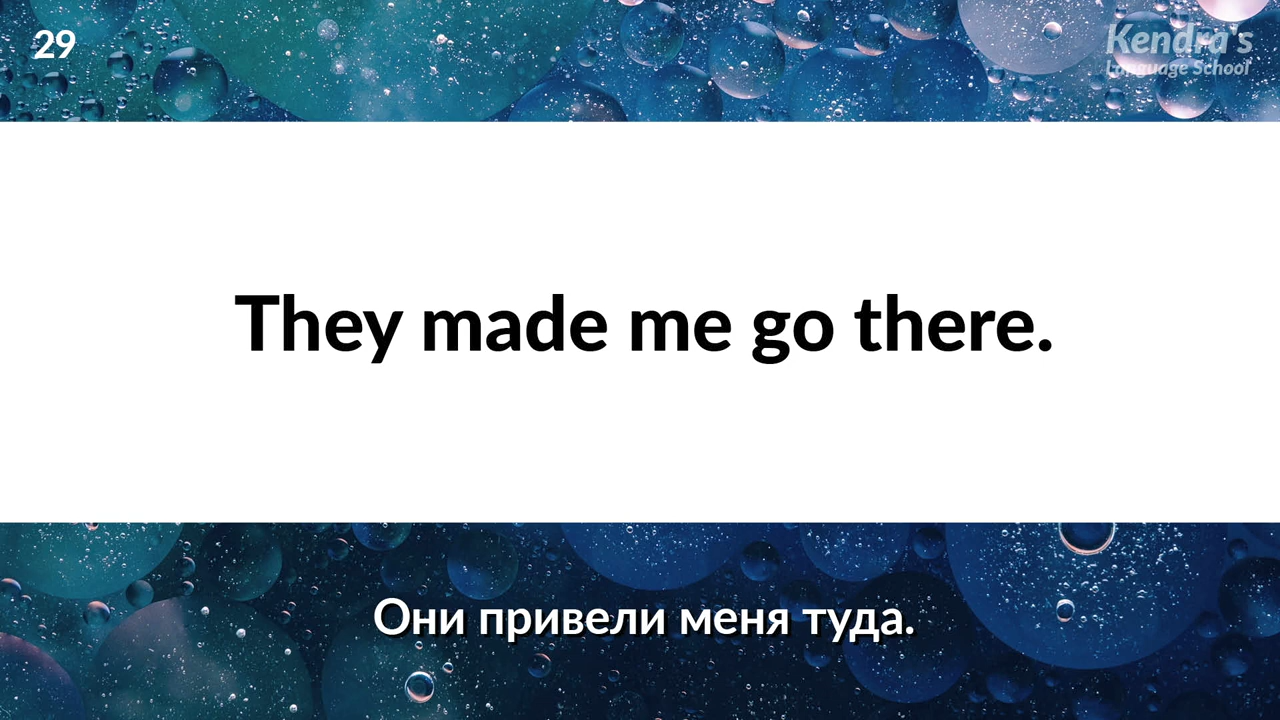 29
Kendra's
Language School
They made me go there.
Они привели меня туда.